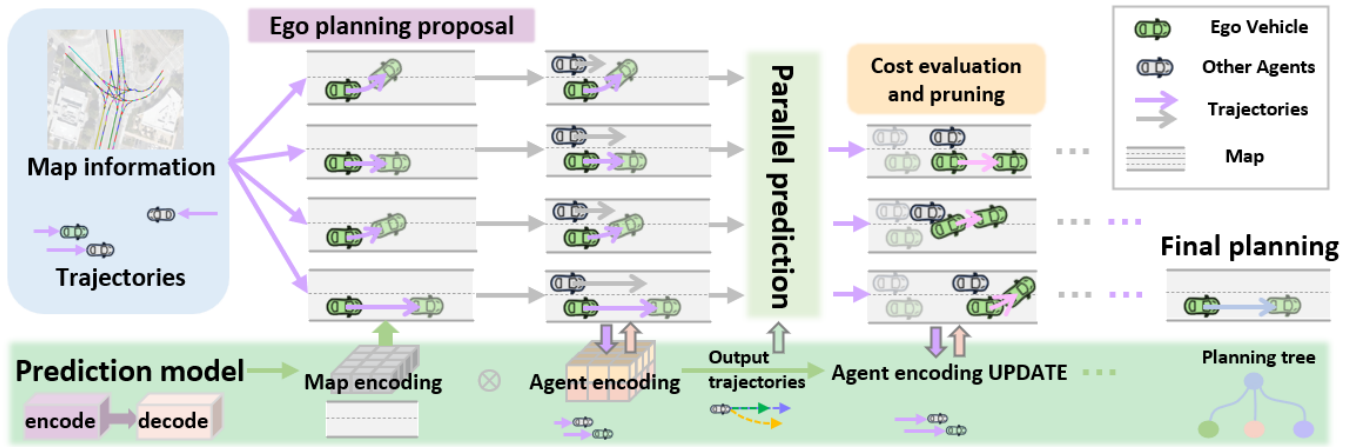 Ego planning proposal
Map information
Trajectories
Parallel prediction
Cost evaluation
and pruning
Ego Vehicle
Other Agents
Trajectories
Map
Final planning
Prediction model
encode
decode
Map encoding
Agent encoding
Output
trajectories
Agent encoding UPDATE
Planning tree